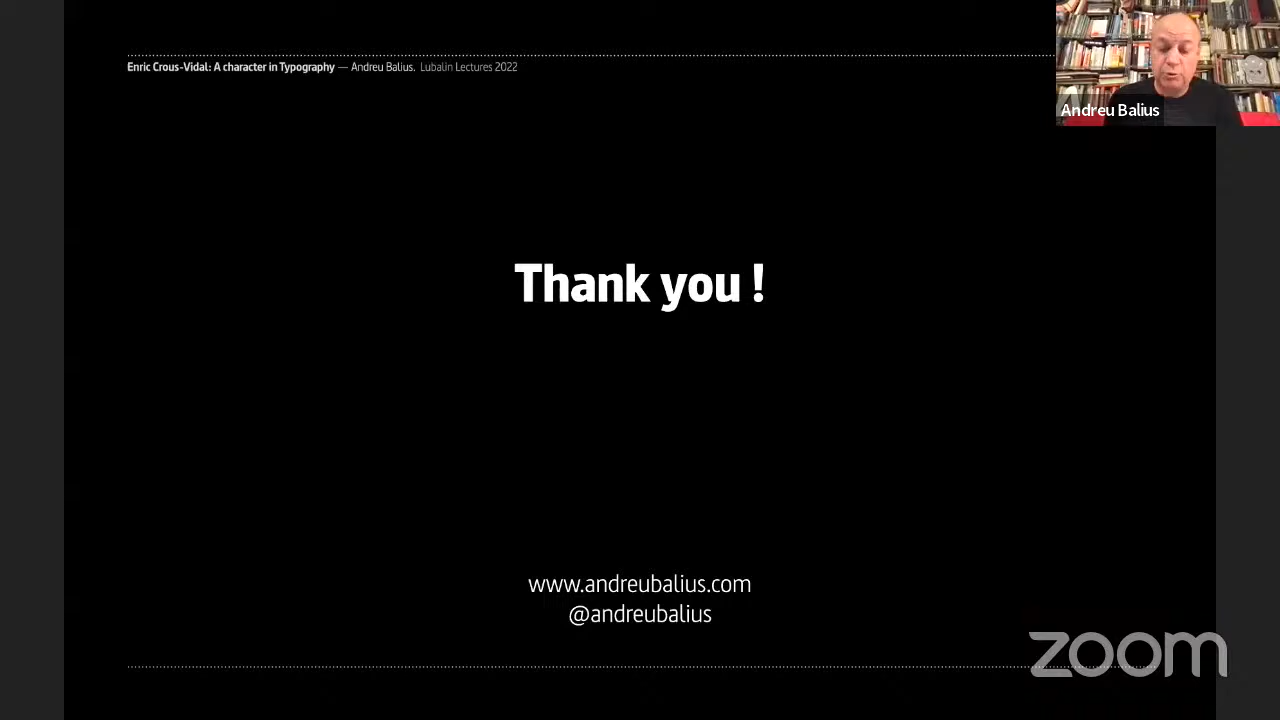 Enric Crous-Vidal: A character in Typography — Andreu Balius. Lubalin Lectures 2022
Andreu Balius
Thank you !
www.andreubalius.com
@andreubalius
zoom